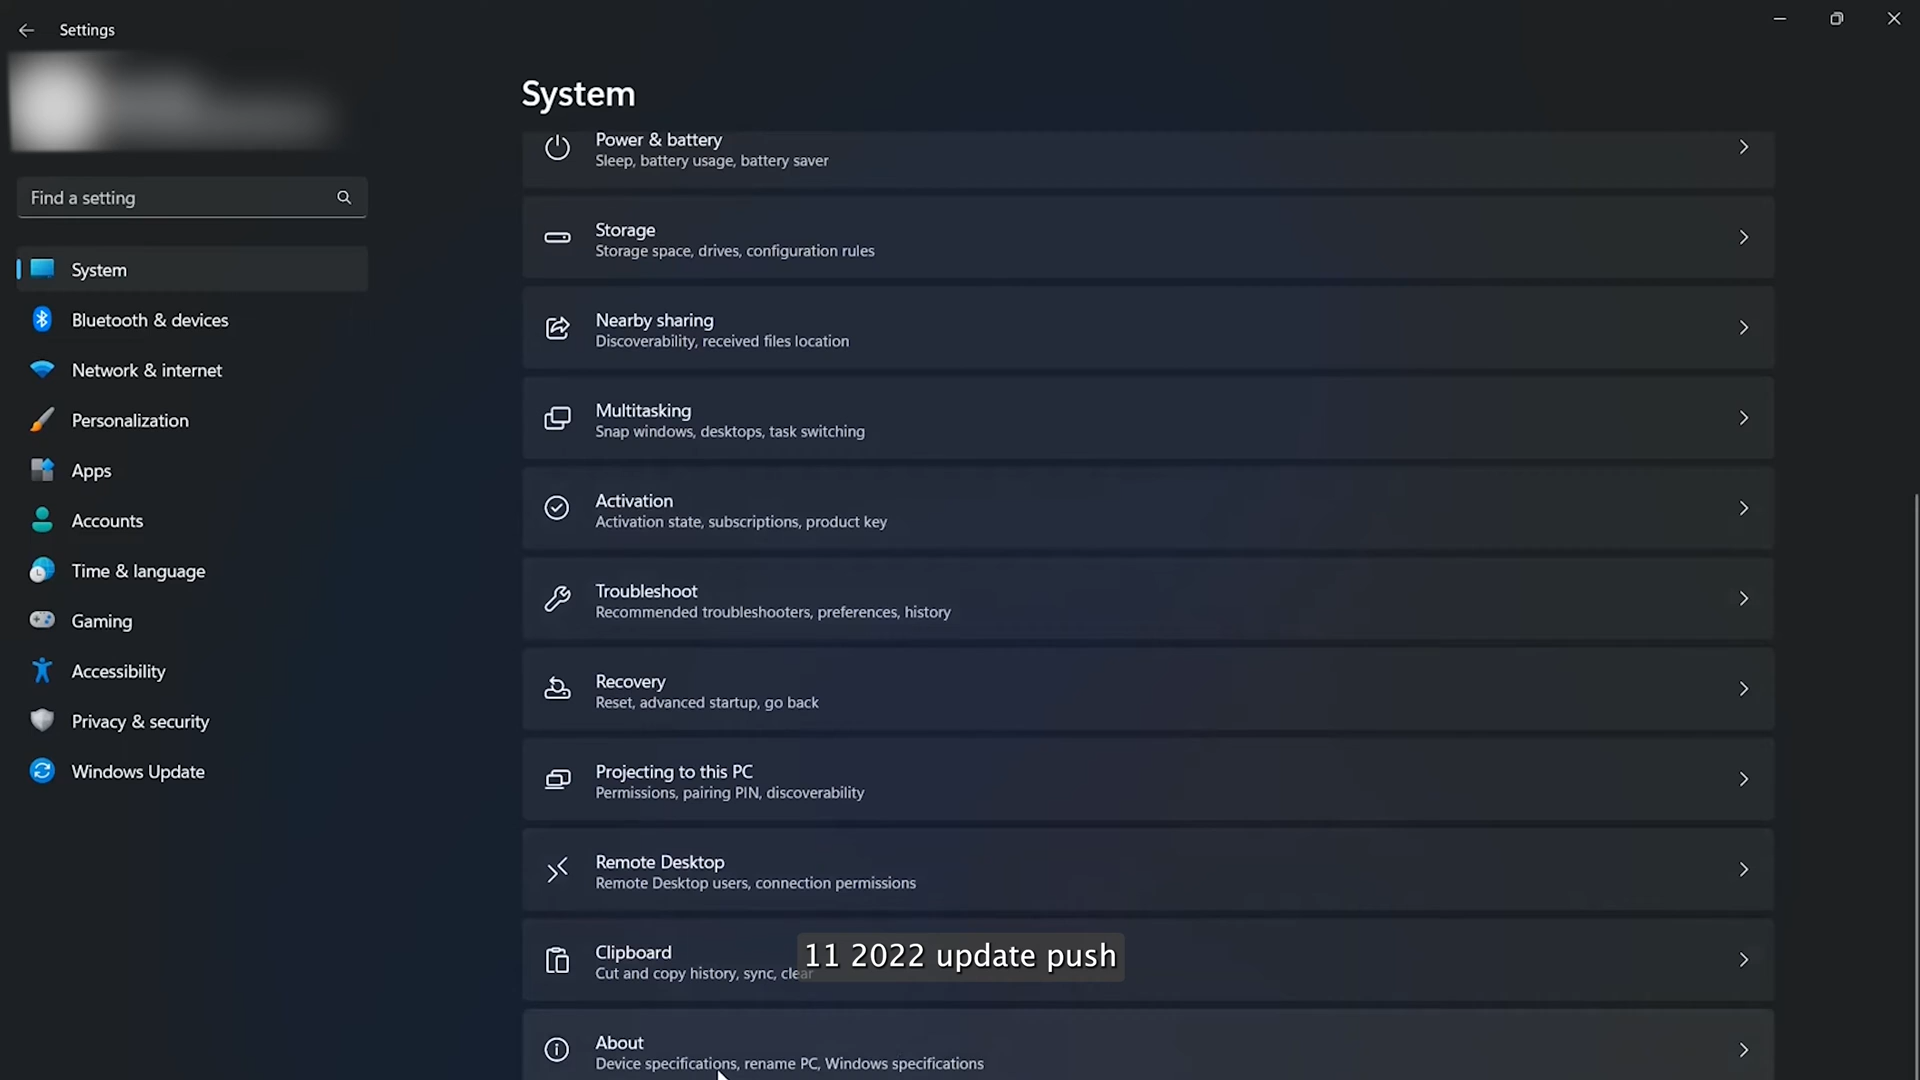 Settings
Find a setting
System
Bluetooth & devices
Network & internet
Personalization
Apps
Accounts
Time & language
Gaming
Accessibility
Privacy & security
Windows Update
System
Power & battery
Sleep, battery usage, battery saver
Storage
Storage space, drives, configuration rules
Nearby sharing
Discoverability, received files location
Multitasking
Snap windows, desktops, task switching
Activation
Activation state, subscriptions, product key
Troubleshoot
Recommended troubleshooters, preferences, history
Recovery
Reset, advanced startup, go back
Projecting to this PC
Permissions, pairing PIN, discoverability
Remote Desktop
Remote Desktop users, connection permissions
Clipboard
Cut and copy history, sync, clear
11 2022 update push
About
Device specifications, rename PC, Windows specifications